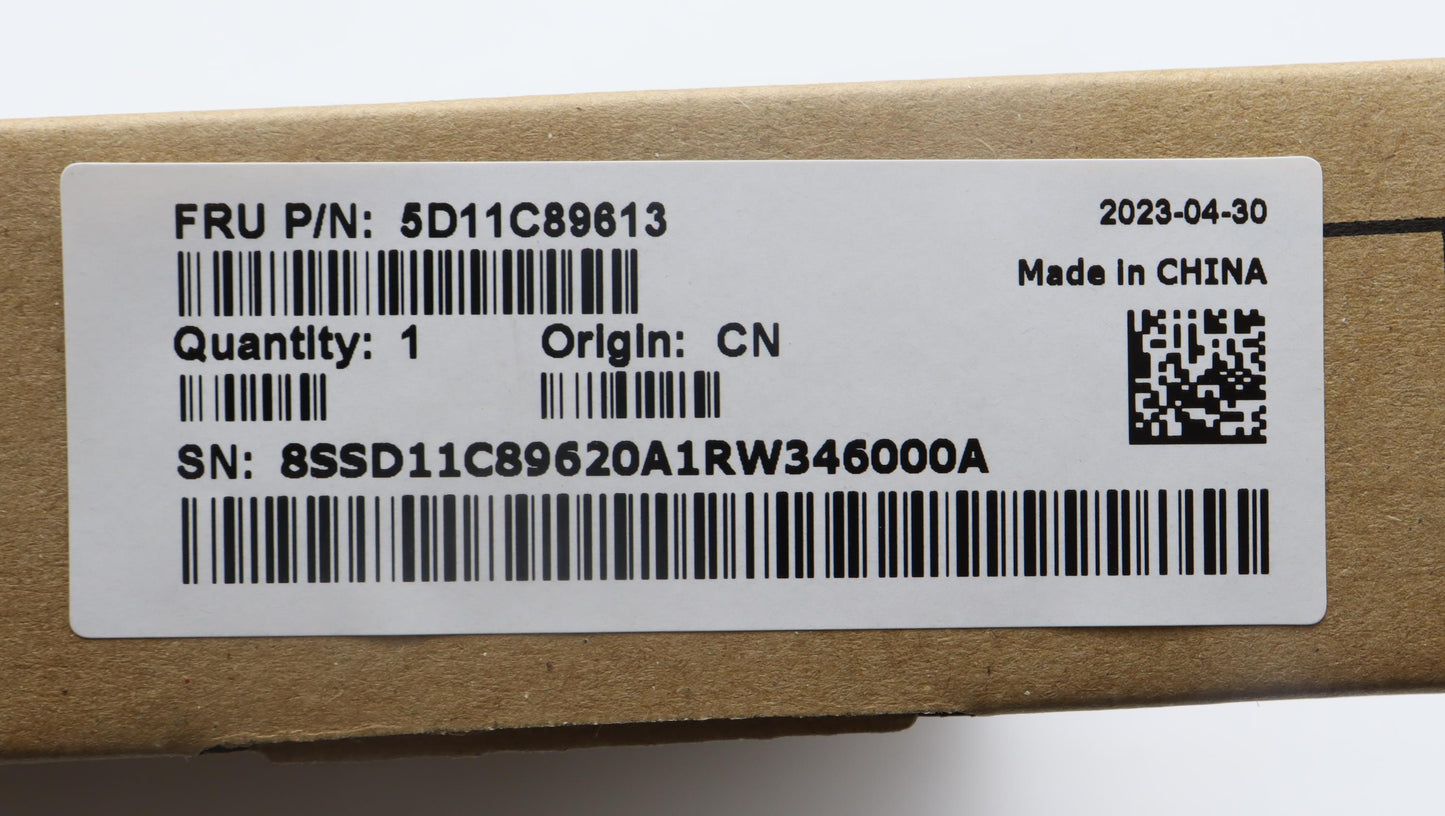 FRU P/N: 5D11C89613
2023-04-30
Made in CHINA
Quantity: 1
Origin: CN
SN: 8SSD11C89620A1RW346000A